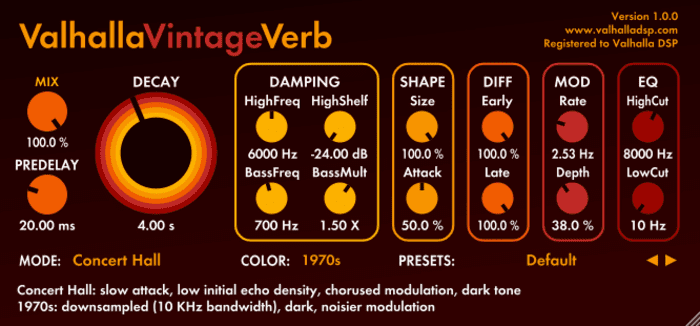 ValhallaVintageVerb
Version 1.0.0
www.valhalladsp.com
Registered to Valhalla DSP
MIX
100.0 %
PREDELAY
20.00 ms
DECAY
4.00 s
DAMPING
HighFreq HighShelf
6000 Hz -24.00 dB
BassFreq BassMult
700 Hz 1.50 X
SHAPE
Size
100.0 %
Attack
50.0 %
DIFF
Early
100.0 %
Late
100.0 %
MOD
Rate
2.53 Hz
Depth
38.0 %
EQ
HighCut
8000 Hz
LowCut
10 Hz
MODE: Concert Hall COLOR: 1970s PRESETS: Default
Concert Hall: slow attack, low initial echo density, chorused modulation, dark tone
1970s: downsampled (10 KHz bandwidth), dark, noisier modulation